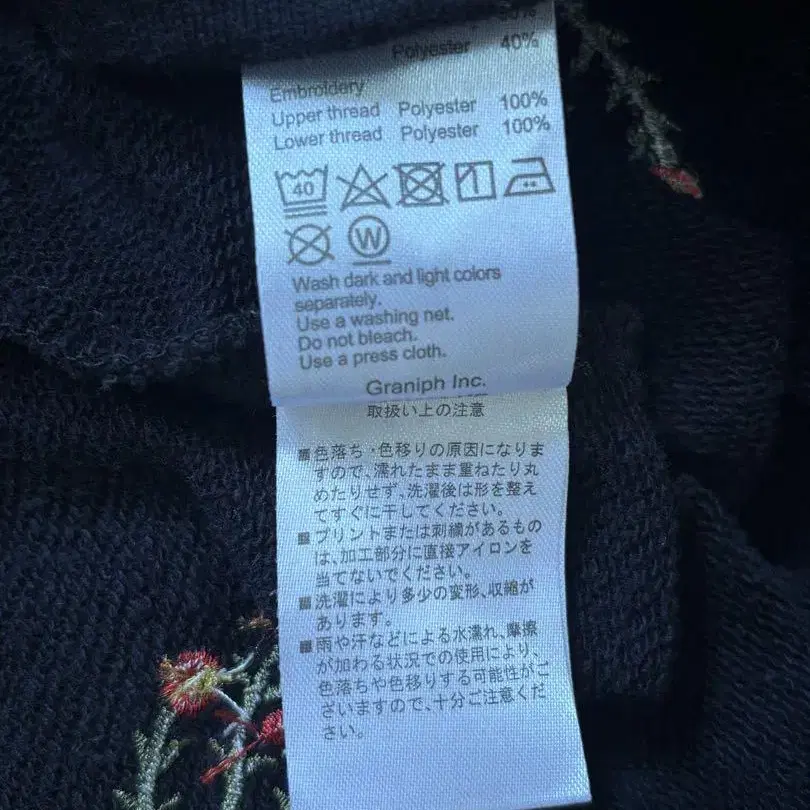 Polyester 40%
Embroidery
Upper thread Polyester 100%
Lower thread Polyester 100%
40
W
Wash dark and light colors
separately.
Use a washing net.
Do not bleach.
Use a press cloth.
Graniph Inc.
取扱い上の注意
■色落ち・色移りの原因になりま
すので、濡れたまま重ねたり丸
めたりせず、洗濯後は形を整え
てすぐに干してください。
■プリントまたは刺繍があるもの
は、加工部分に直接アイロンを
当てないでください。
■洗濯により多少の変形、収縮が
あります。
■雨や汗などによる水濡れ、摩擦
が加わる状況での使用により、
色落ちや色移りする可能性がご
ざいますので、十分ご注意くだ
さい。